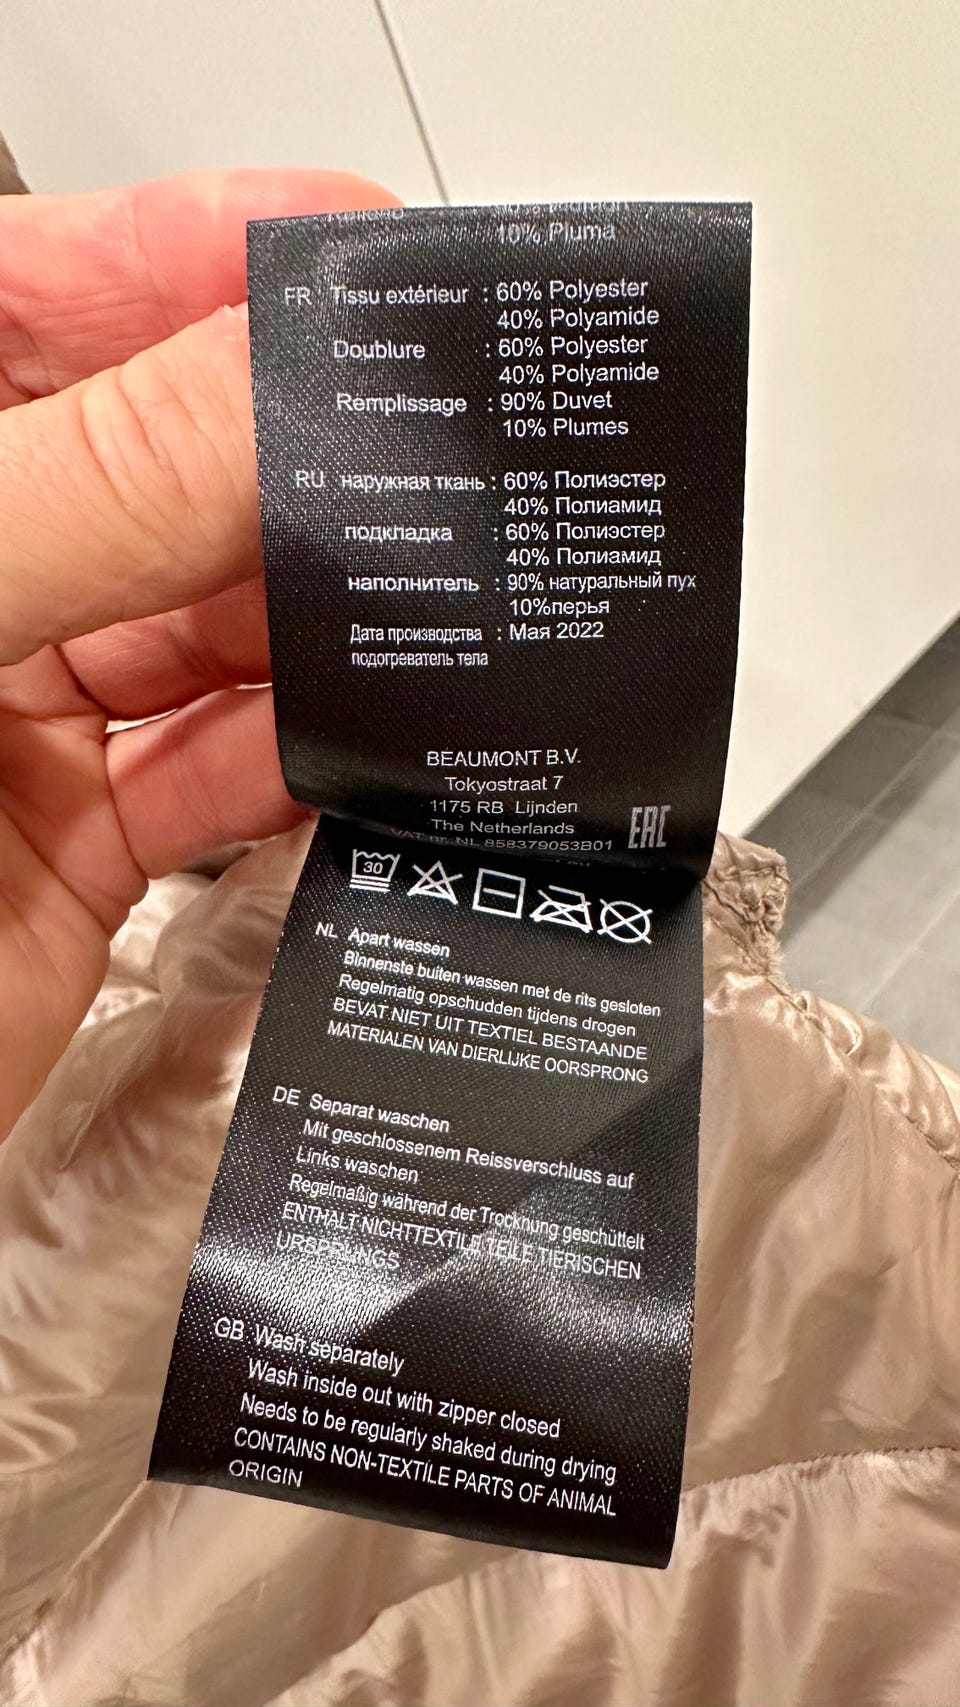 10% Pluma
FR Tissu extérieur : 60% Polyester
40% Polyamide
Doublure : 60% Polyester
40% Polyamide
Remplissage : 90% Duvet
10% Plumes
RU наружная ткань : 60% Полиэстер
40% Полиамид
подкладка : 60% Полиэстер
40% Полиамид
наполнитель : 90% натуральный пух
10%перья
Дата производства : Мая 2022
подогреватель тела
BEAUMONT B.V.
Tokyostraat 7
1175 RB Lijnden
The Netherlands
VAT nr. NL 858379053B01
EAC
30
NL Apart wassen
Binnenste buiten wassen met de rits gesloten
Regelmatig opschudden tijdens drogen
BEVAT NIET UIT TEXTIEL BESTAANDE
MATERIALEN VAN DIERLIJKE OORSPRONG
DE Separat waschen
Mit geschlossenem Reissverschluss auf
Links waschen
Regelmaßig während der Trocknung geschüttelt
ENTHALT NICHTTEXTILE TEILE TIERISCHEN
URSPRUNGS
GB Wash separately
Wash inside out with zipper closed
Needs to be regularly shaked during drying
CONTAINS NON-TEXTILE PARTS OF ANIMAL
ORIGIN